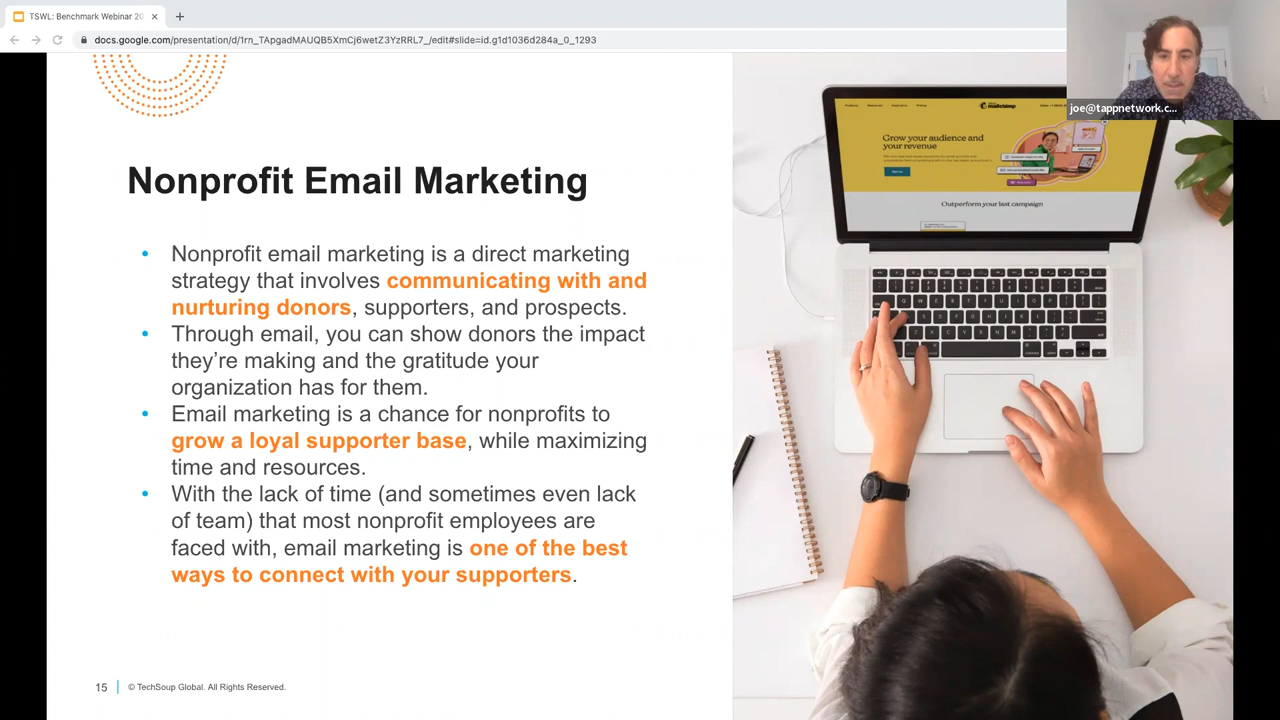 TSWL: Benchmark Webinar 20
docs.google.com/presentation/d/1rn_TApgadMAUQB5XmCj6wetZ3YzRRL7_/edit#slide=id.g1d1036d284a_0_1293
joe@tappnetwork.c...
Nonprofit Email Marketing
• Nonprofit email marketing is a direct marketing
strategy that involves communicating with and
nurturing donors, supporters, and prospects.
• Through email, you can show donors the impact
they’re making and the gratitude your
organization has for them.
• Email marketing is a chance for nonprofits to
grow a loyal supporter base, while maximizing
time and resources.
• With the lack of time (and sometimes even lack
of team) that most nonprofit employees are
faced with, email marketing is one of the best
ways to connect with your supporters.
15
© TechSoup Global. All Rights Reserved.
mailchimp
Grow your audience and
your revenue
Outperform your last campaign